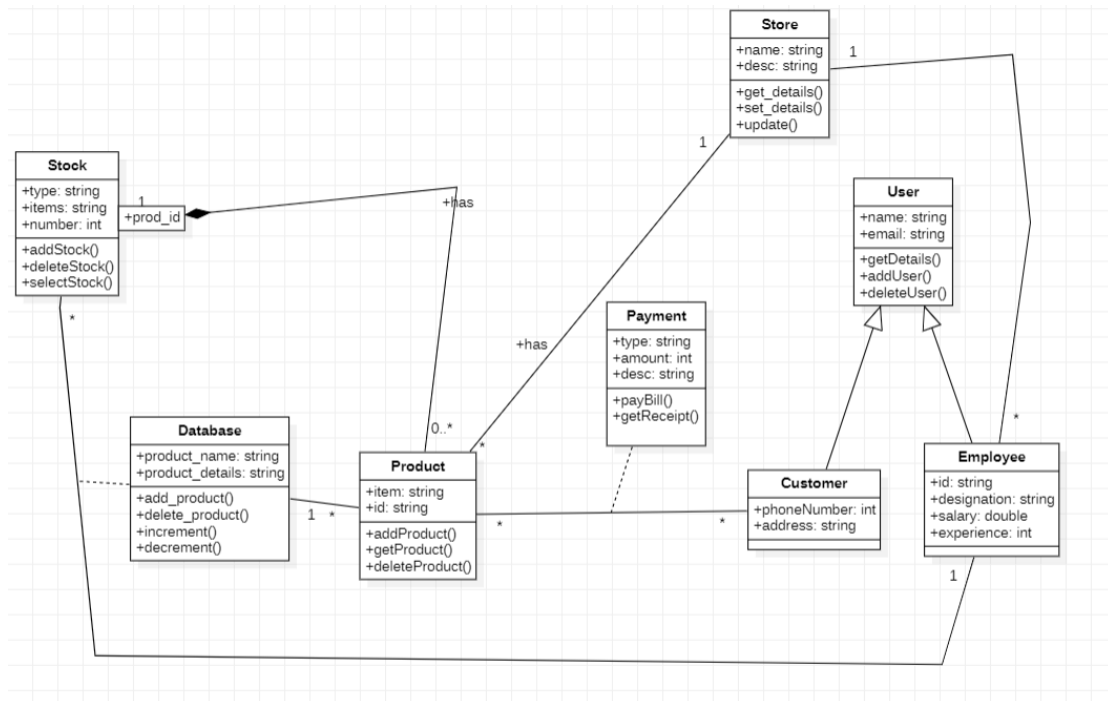 Store
+name: string
+desc: string
+get_details()
+set_details()
+update()
1
1
Stock
+type: string
+items: string
+number: int
+addStock()
+deleteStock()
+selectStock()
1
+prod_id
+has
*
User
+name: string
+email: string
+getDetails()
+addUser()
+deleteUser()
Payment
+type: string
+amount: int
+desc: string
+payBill()
+getReceipt()
+has
Database
+product_name: string
+product_details: string
+add_product()
+delete_product()
+increment()
+decrement()
0..*
*
Product
+item: string
+id: string
+addProduct()
+getProduct()
+deleteProduct()
1
*
*
*
Customer
+phoneNumber: int
+address: string
*
Employee
+id: string
+designation: string
+salary: double
+experience: int
1